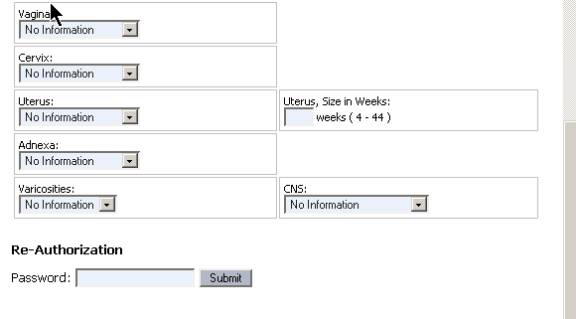 Vagina
No Information
Cervix:
No Information
Uterus:
No Information
Uterus, Size in Weeks:
weeks ( 4 - 44 )
Adnexa:
No Information
Varicosities:
No Information
CNS:
No Information
Re-Authorization
Password:
Submit